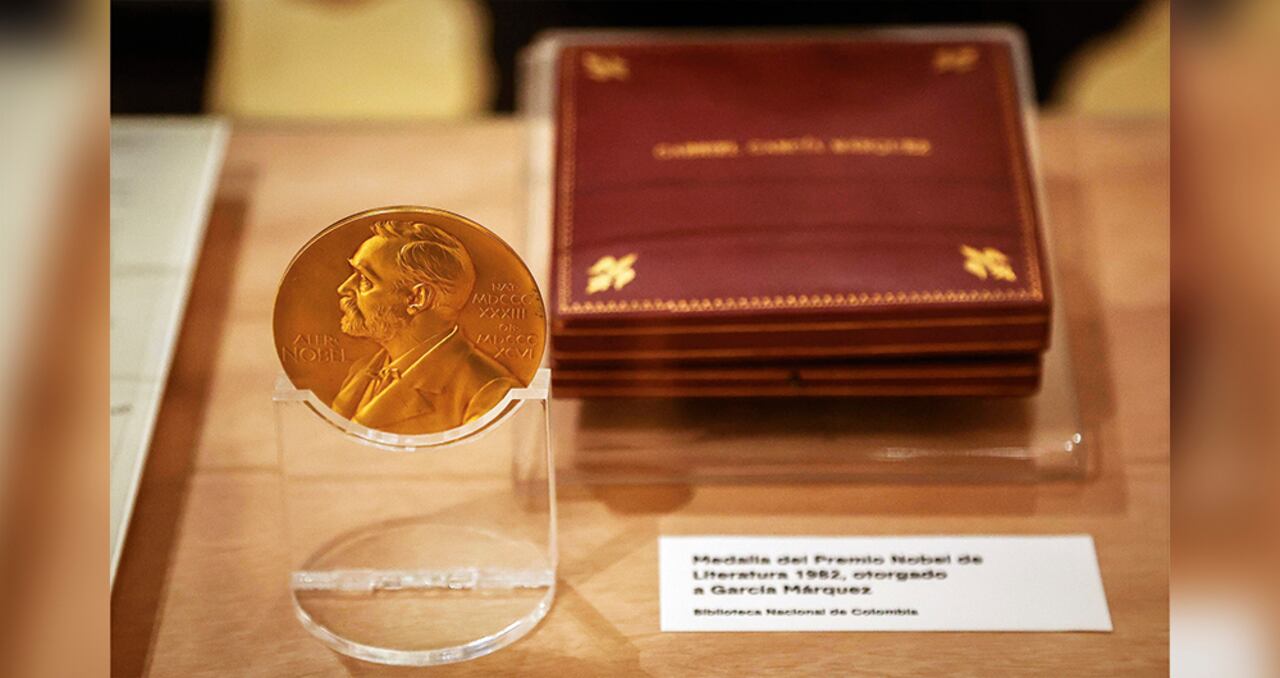 GABRIEL GARCÍA MÁRQUEZ
ALFR·
NOBEL
NAT·
MDCCC
XXXIII
OB·
MDCCC
XCVI
Medalla del Premio Nobel de
Literatura 1982, otorgado
a García Márquez
Biblioteca Nacional de Colombia